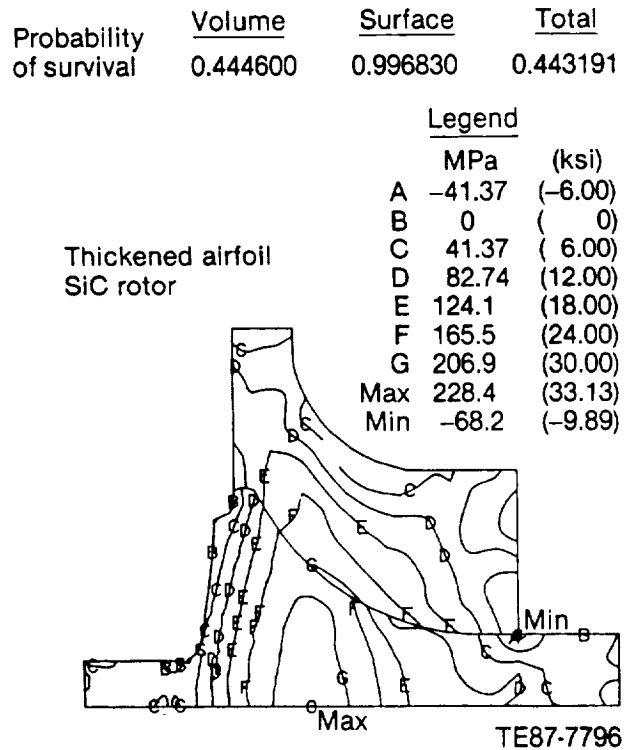 Volume Surface Total
Probability of survival 0.444600 0.996830 0.443191
Legend
MPa (ksi)
A −41.37 (−6.00)
B 0 ( 0)
C 41.37 ( 6.00)
D 82.74 (12.00)
E 124.1 (18.00)
F 165.5 (24.00)
G 206.9 (30.00)
Max 228.4 (33.13)
Min −68.2 (−9.89)
Thickened airfoil
SiC rotor
C
D
C
D
E
C
B
D
F
E
D
C
D
E
D
B
G
C
D
E
F
F
F
E
Min
B
C
G
F
E
D
C
Max
TE87-7796